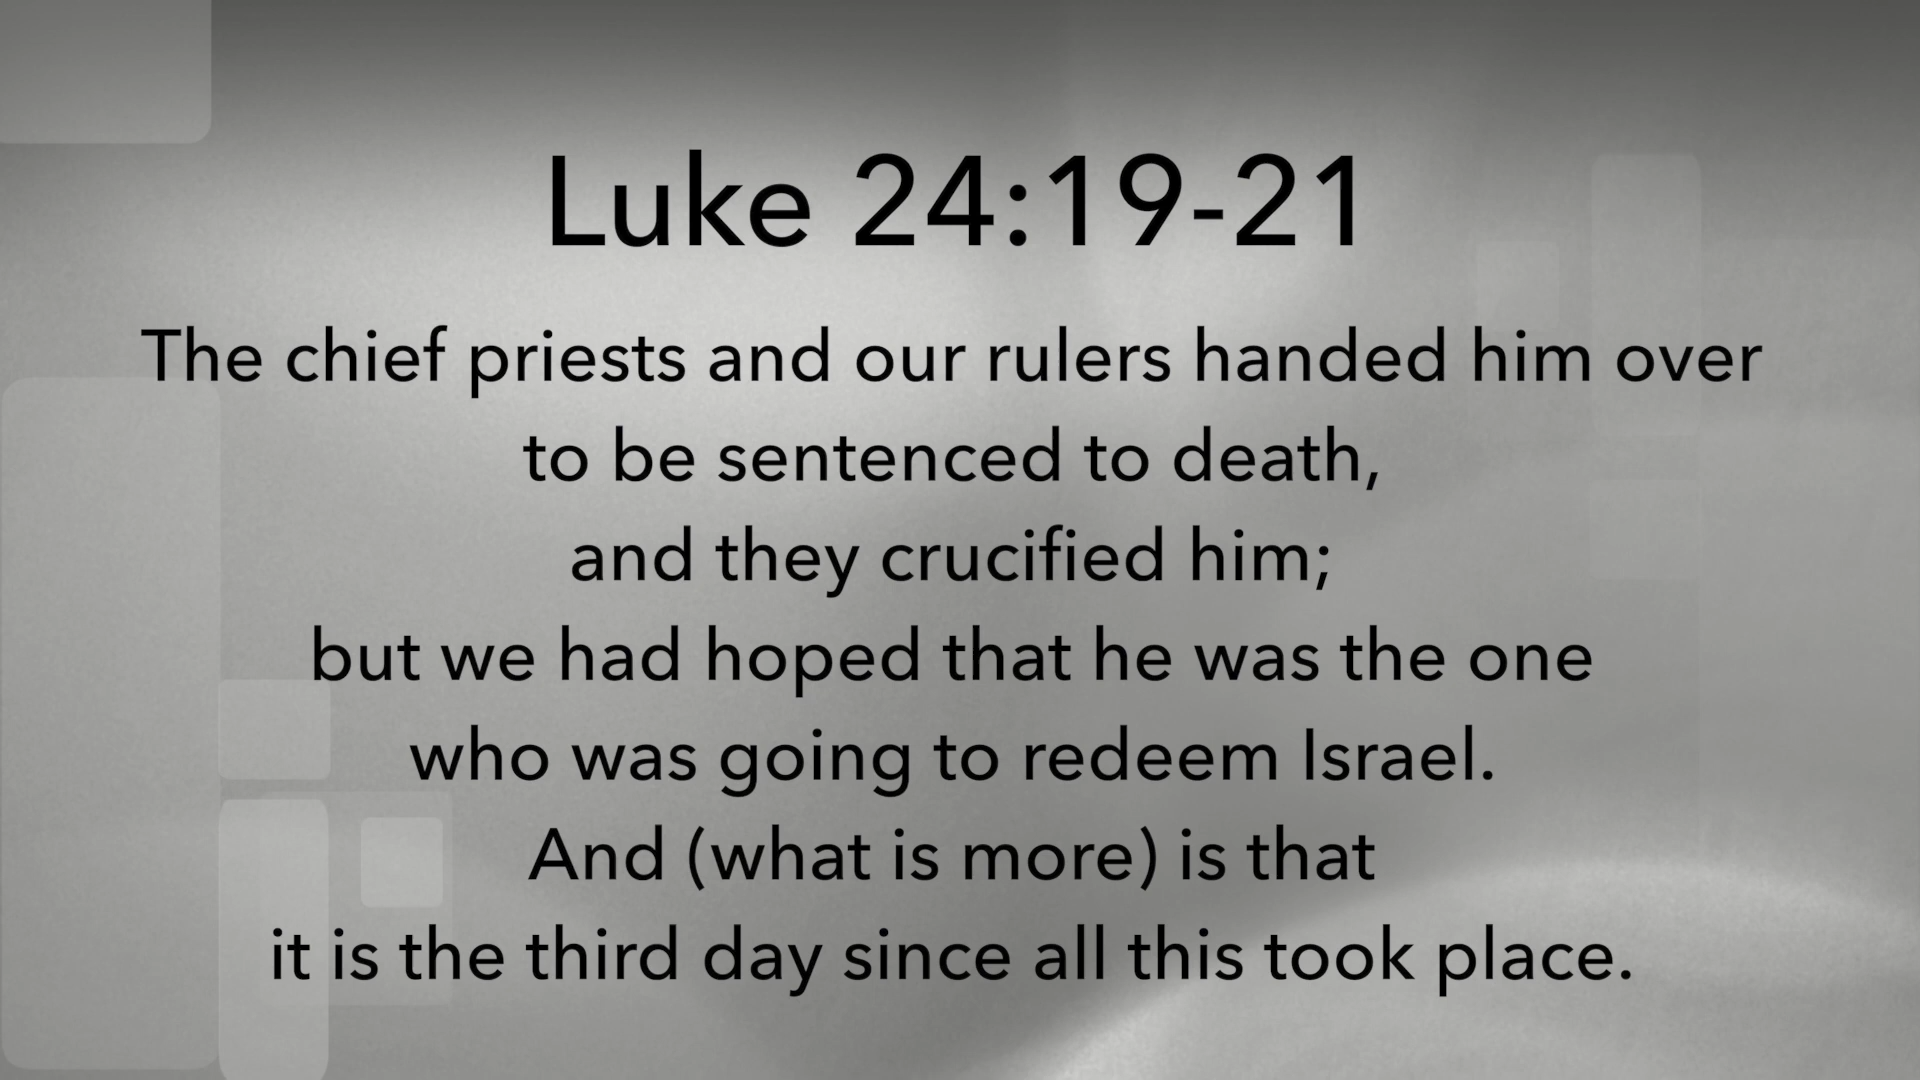 Luke 24:19-21
The chief priests and our rulers handed him over
to be sentenced to death,
and they crucified him;
but we had hoped that he was the one
who was going to redeem Israel.
And (what is more) is that
it is the third day since all this took place.